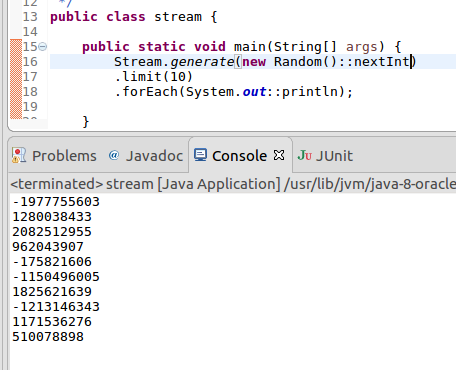 12 */
13 public class stream {
14
15 public static void main(String[] args) {
16 Stream.generate(new Random()::nextInt)
17 .limit(10)
18 .forEach(System.out::println);
19
20 }
Problems @ Javadoc Console JUnit
<terminated> stream [Java Application] /usr/lib/jvm/java-8-oracle
-1977755603
1280038433
2082512955
962043907
-175821606
-1150496005
1825621639
-1213146343
1171536276
510078898